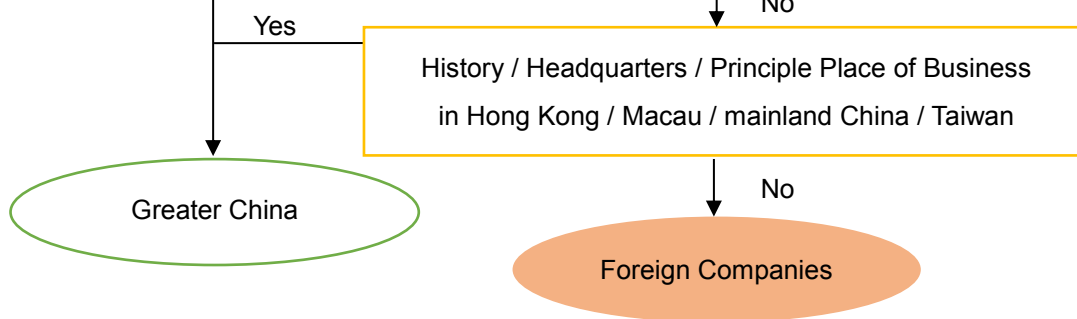 No
Yes
History / Headquarters / Principle Place of Business
in Hong Kong / Macau / mainland China / Taiwan
No
Greater China
Foreign Companies